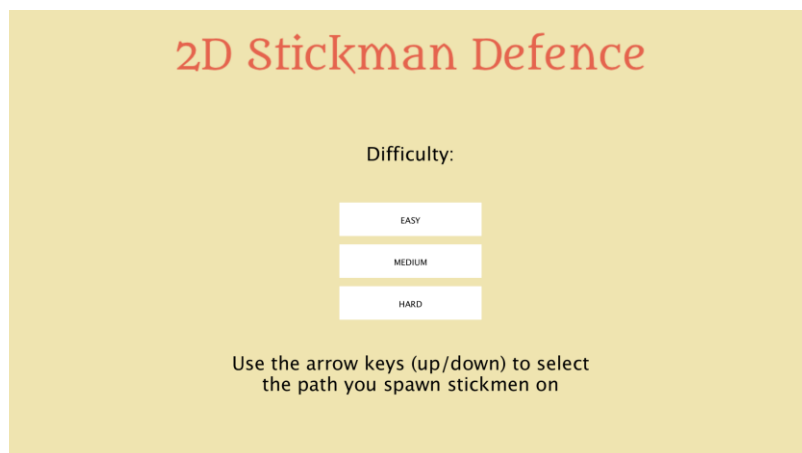 2D Stickman Defence
Difficulty:
EASY
MEDIUM
HARD
Use the arrow keys (up/down) to select
the path you spawn stickmen on